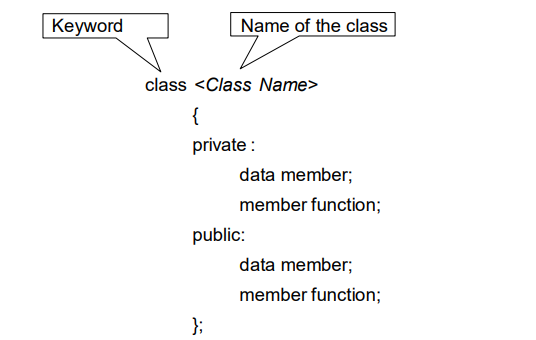 Keyword
Name of the class
class <Class Name>
{
private :
data member;
member function;
public:
data member;
member function;
};